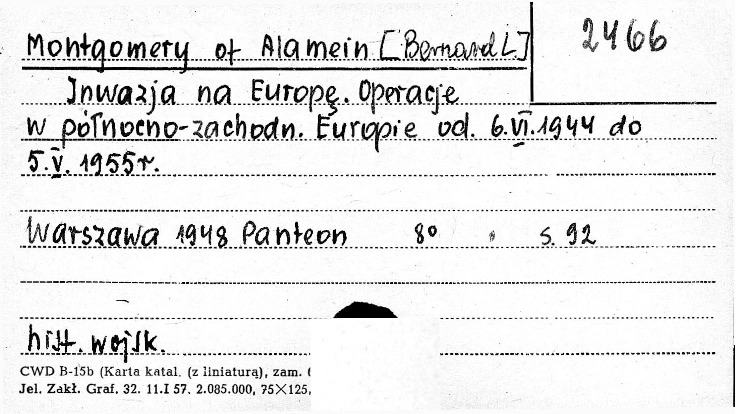 Montgomery of Alamein [Bernard L.]
2466
Inwazja na Europę. Operacje
w północno-zachodn. Europie od. 6.VI.1944 do
5.V. 1955r.
Warszawa 1948 Panteon 8° s. 92
hist. wojsk.
CWD B-15b (Karta katal. (z liniaturą), zam.
Jel. Zakł. Graf. 32. 11.I 57. 2.085.000, 75×125,